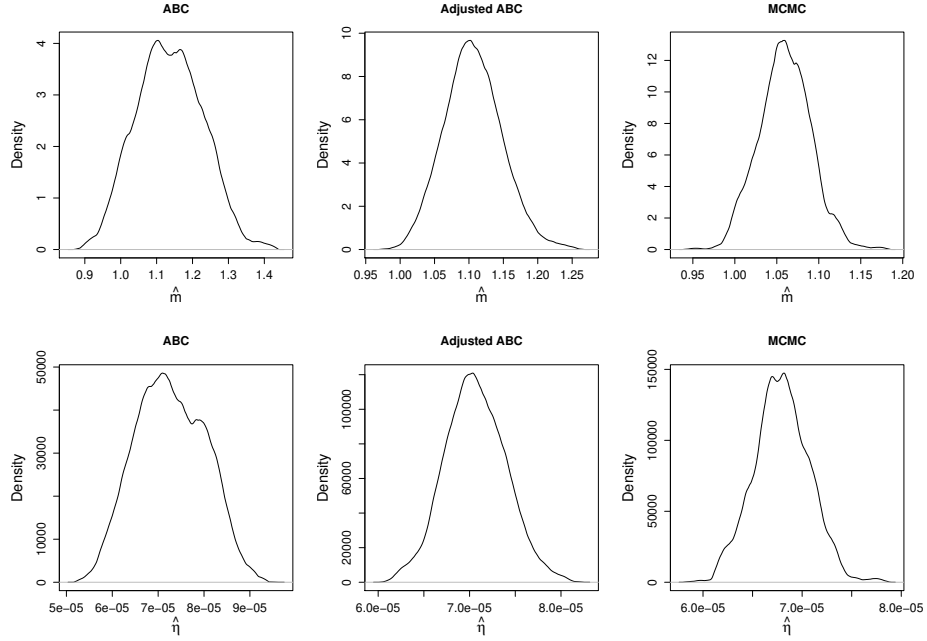 ABC
Adjusted ABC
MCMC
Density
0 1 2 3 4
0.9 1.0 1.1 1.2 1.3 1.4
m̂
Density
0 2 4 6 8 10
0.95 1.00 1.05 1.10 1.15 1.20 1.25
m̂
Density
0 2 4 6 8 10 12
0.95 1.00 1.05 1.10 1.15 1.20
m̂
ABC
Adjusted ABC
MCMC
Density
0 10000 30000 50000
5e−05 6e−05 7e−05 8e−05 9e−05
η̂
Density
0 20000 60000 100000
6.0e−05 7.0e−05 8.0e−05
η̂
Density
0 50000 100000 150000
6.0e−05 7.0e−05 8.0e−05
η̂